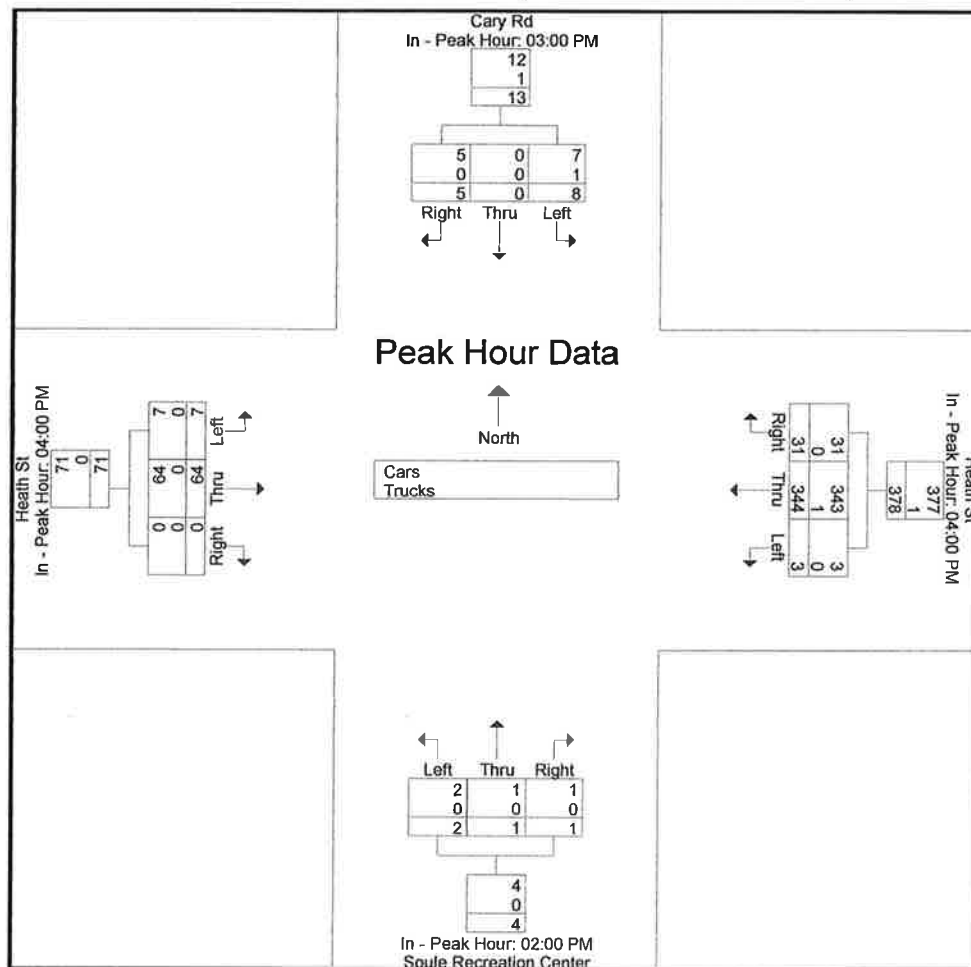 Cary Rd
In - Peak Hour: 03:00 PM
12
1
13
5 0 7
0 0 1
5 0 8
Right Thru Left
Peak Hour Data
North
Cars
Trucks
Heath St
In - Peak Hour: 04:00 PM
71
0
71
7 0 7
64 0 64
0 0 0
Left
Thru
Right
Heath St
In - Peak Hour: 04:00 PM
377
1
378
31 0 31
343 1 344
3 0 3
Right
Thru
Left
Left Thru Right
2 1 1
0 0 0
2 1 1
4
0
4
In - Peak Hour: 02:00 PM
Soule Recreation Center